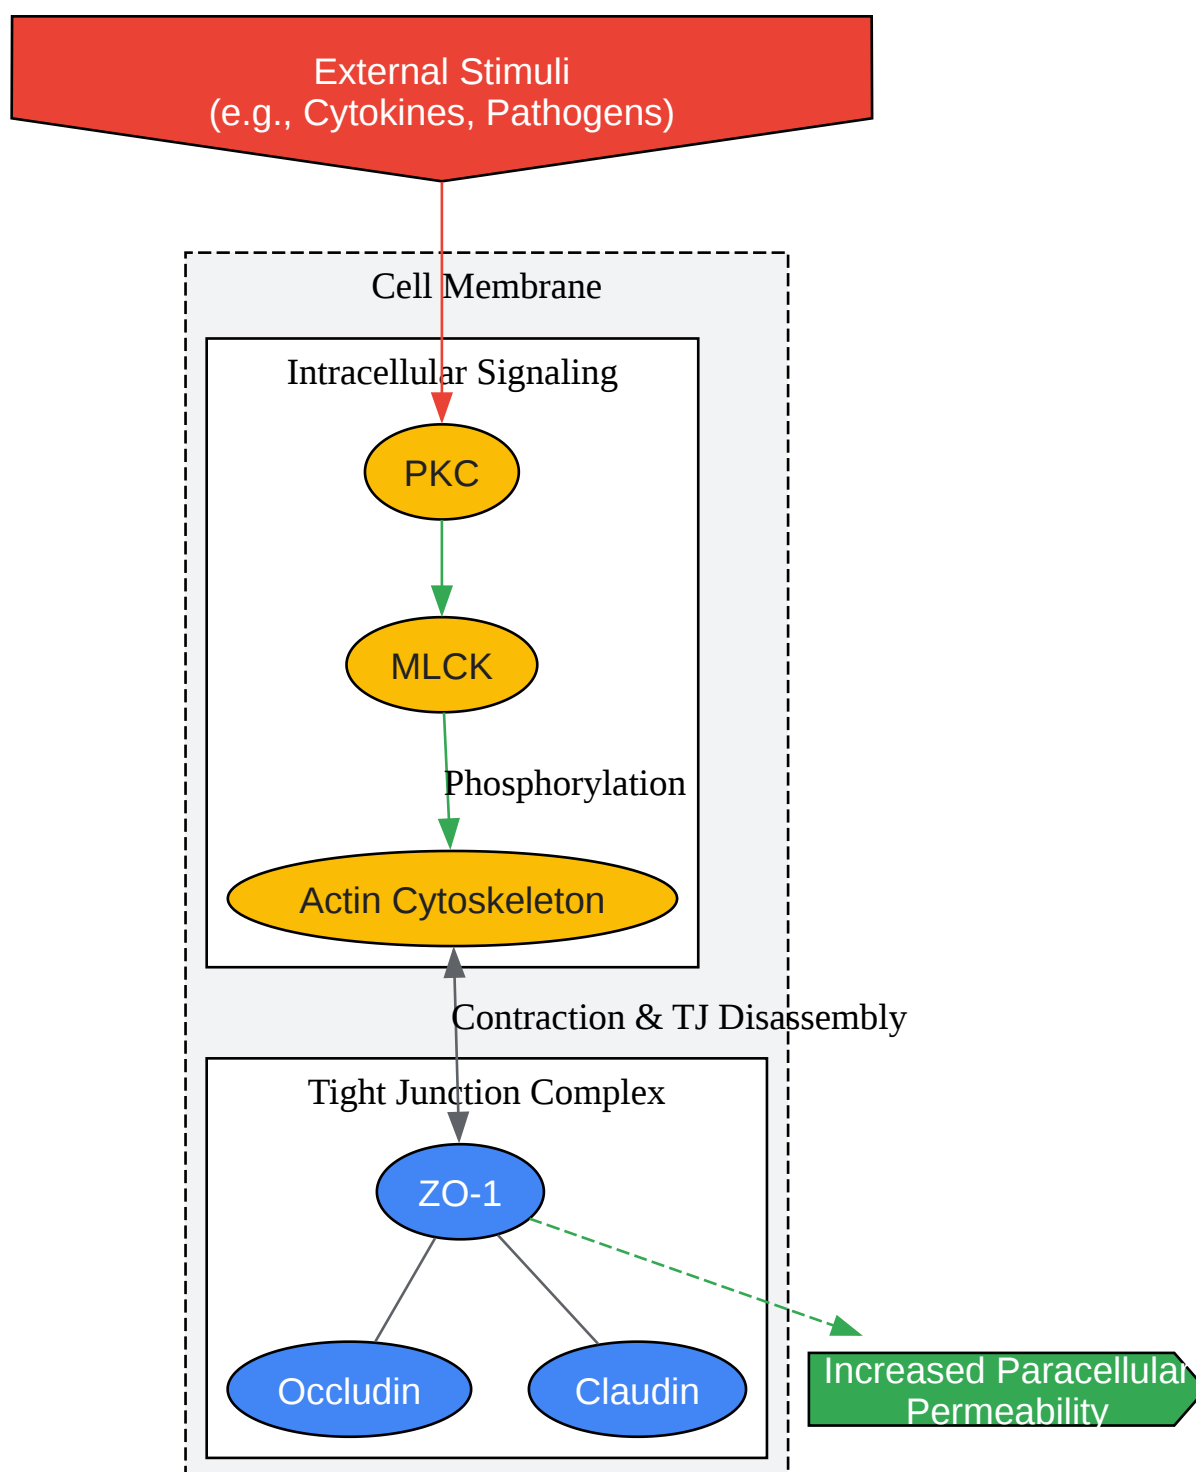 External Stimuli
(e.g., Cytokines, Pathogens)
Cell Membrane
Intracellular Signaling
PKC
MLCK
Phosphorylation
Actin Cytoskeleton
Contraction & TJ Disassembly
Tight Junction Complex
ZO-1
Occludin
Claudin
Increased Paracellular
Permeability